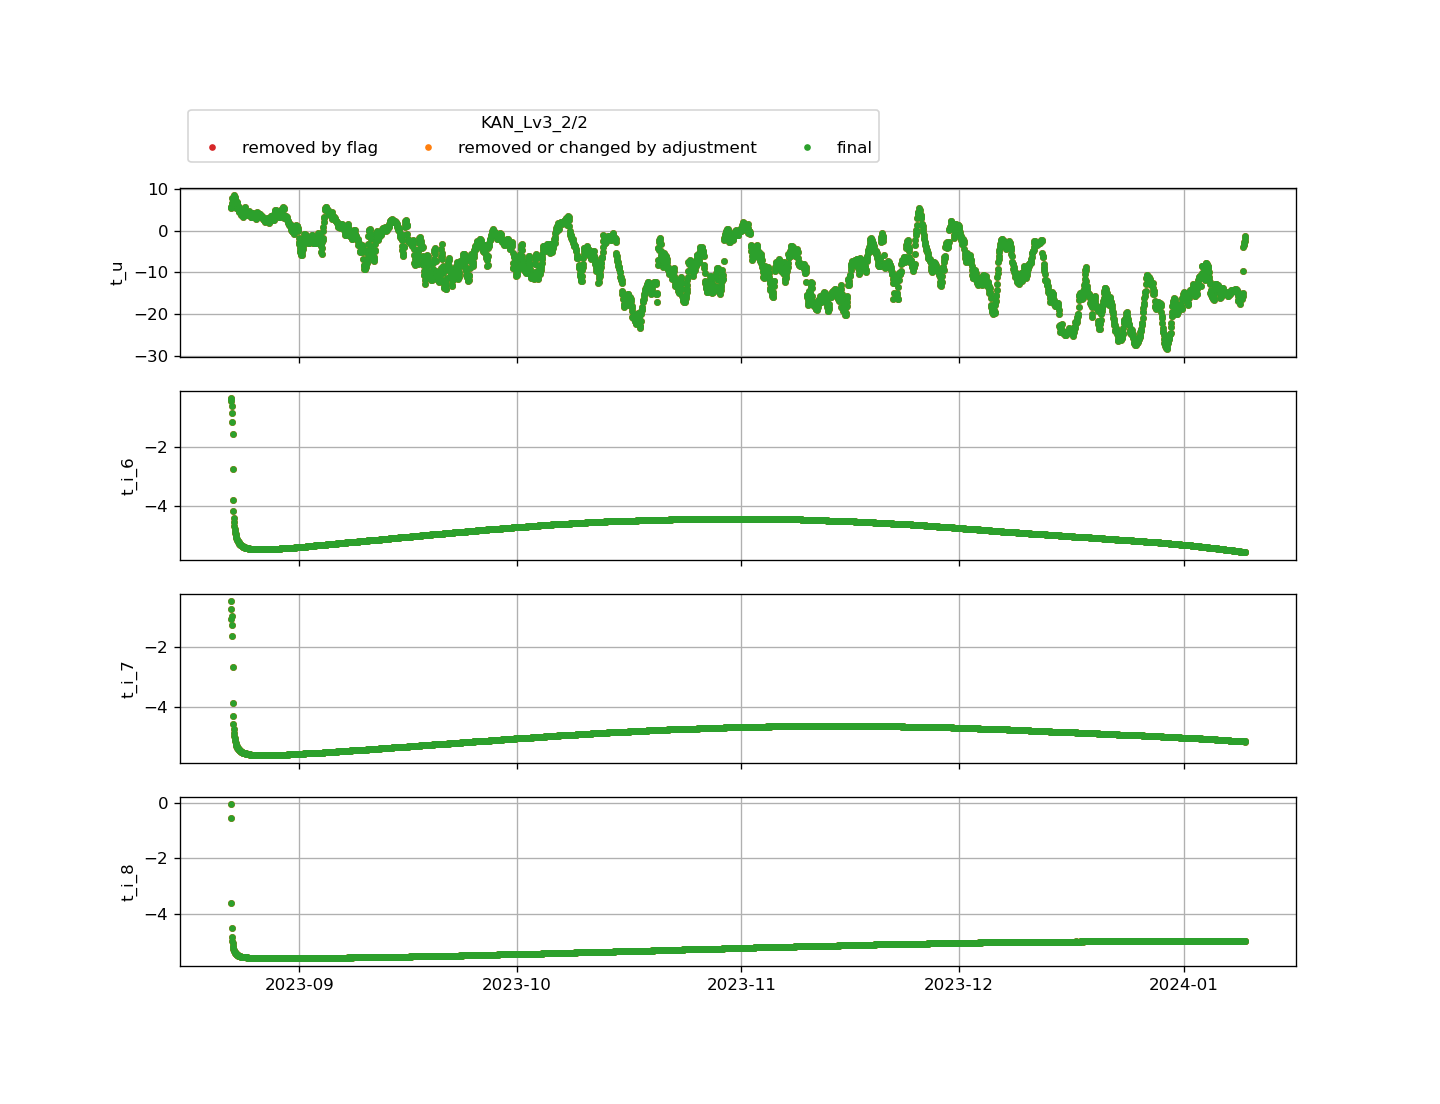 KAN_Lv3_2/2
removed by flag removed or changed by adjustment final
10
0
−10
−20
−30
t_u
−2
−4
t_i_6
−2
−4
t_i_7
0
−2
−4
t_i_8
2023-09 2023-10 2023-11 2023-12 2024-01